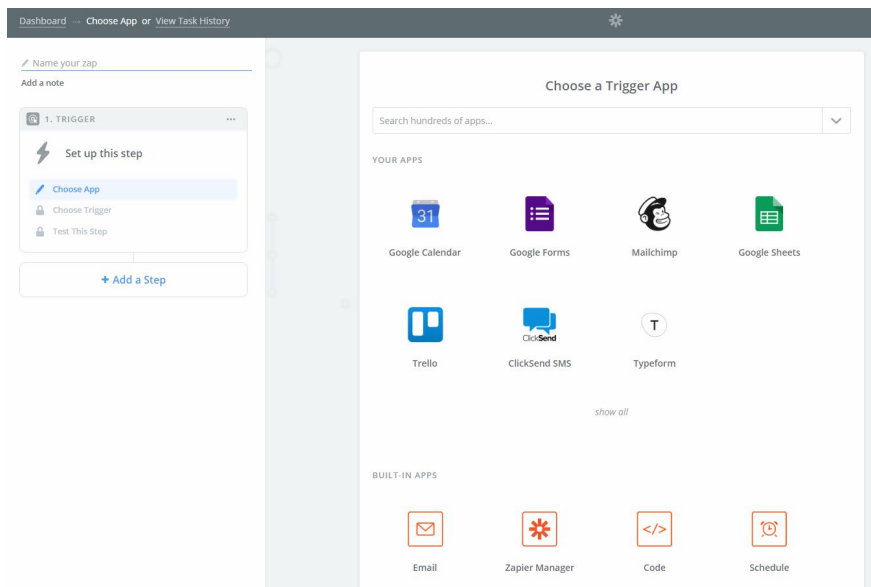 Dashboard → Choose App or View Task History
Name your zap
Add a note
1. TRIGGER
Set up this step
Choose App
Choose Trigger
Test This Step
+ Add a Step
Choose a Trigger App
Search hundreds of apps...
YOUR APPS
31
Google Calendar
Google Forms
Mailchimp
Google Sheets
ClickSend
T
Trello
ClickSend SMS
Typeform
show all
BUILT-IN APPS
</>
Email
Zapier Manager
Code
Schedule